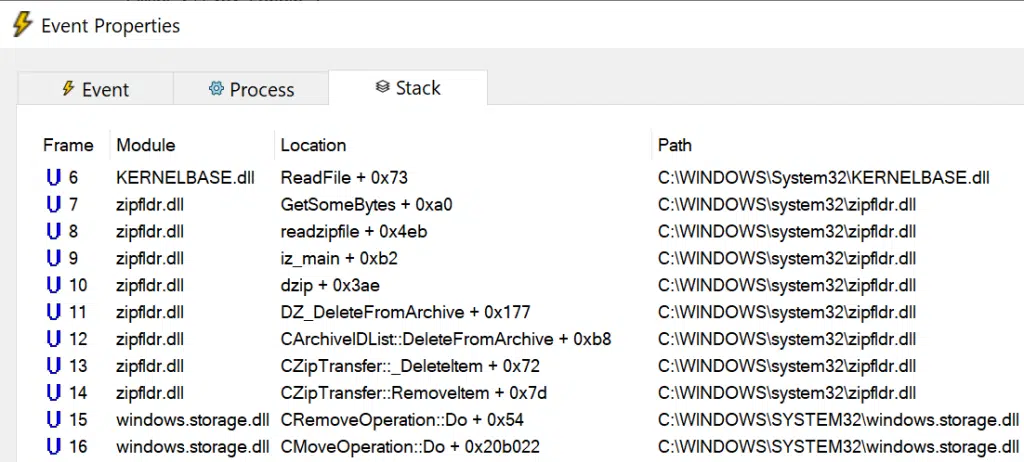 Event Properties
Event Process Stack
Frame Module Location Path
U 6 KERNELBASE.dll ReadFile + 0x73 C:\WINDOWS\System32\KERNELBASE.dll
U 7 zipfldr.dll GetSomeBytes + 0xa0 C:\WINDOWS\system32\zipfldr.dll
U 8 zipfldr.dll readzipfile + 0x4eb C:\WINDOWS\system32\zipfldr.dll
U 9 zipfldr.dll iz_main + 0xb2 C:\WINDOWS\system32\zipfldr.dll
U 10 zipfldr.dll dzip + 0x3ae C:\WINDOWS\system32\zipfldr.dll
U 11 zipfldr.dll DZ_DeleteFromArchive + 0x177 C:\WINDOWS\system32\zipfldr.dll
U 12 zipfldr.dll CArchiveIDList::DeleteFromArchive + 0xb8 C:\WINDOWS\system32\zipfldr.dll
U 13 zipfldr.dll CZipTransfer::_DeleteItem + 0x72 C:\WINDOWS\system32\zipfldr.dll
U 14 zipfldr.dll CZipTransfer::RemoveItem + 0x7d C:\WINDOWS\system32\zipfldr.dll
U 15 windows.storage.dll CRemoveOperation::Do + 0x54 C:\WINDOWS\SYSTEM32\windows.storage.dll
U 16 windows.storage.dll CMoveOperation::Do + 0x20b022 C:\WINDOWS\SYSTEM32\windows.storage.dll